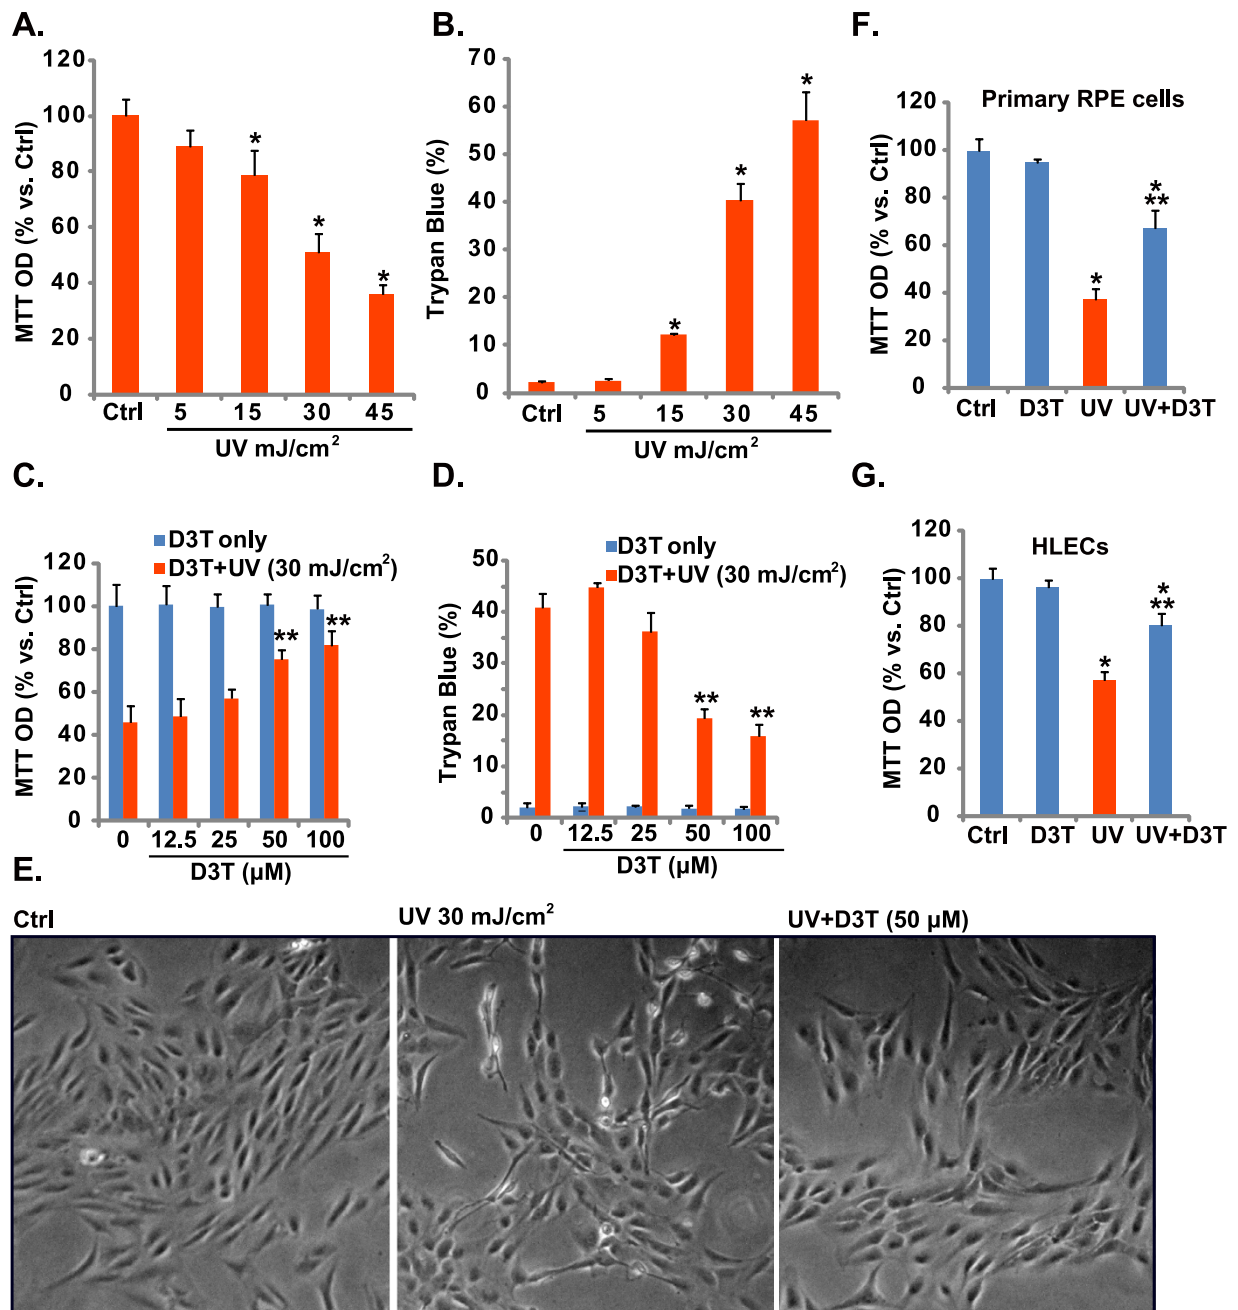 A.
MTT OD (% vs. Ctrl)
120
100
80
60
40
20
0
* * *
Ctrl 5 15 30 45
UV mJ/cm²
B.
Trypan Blue (%)
70
60
50
40
30
20
10
0
* * *
Ctrl 5 15 30 45
UV mJ/cm²
F.
Primary RPE cells
MTT OD (% vs. Ctrl)
120
100
80
60
40
20
0
*
*
**
Ctrl D3T UV UV+D3T
C.
D3T only
D3T+UV (30 mJ/cm²)
MTT OD (% vs. Ctrl)
120
100
80
60
40
20
0
** **
0 12.5 25 50 100
D3T (µM)
D.
D3T only
D3T+UV (30 mJ/cm²)
Trypan Blue (%)
50
40
30
20
10
0
** **
0 12.5 25 50 100
D3T (µM)
G.
HLECs
MTT OD (% vs. Ctrl)
120
100
80
60
40
20
0
*
*
**
Ctrl D3T UV UV+D3T
E.
Ctrl
UV 30 mJ/cm²
UV+D3T (50 µM)